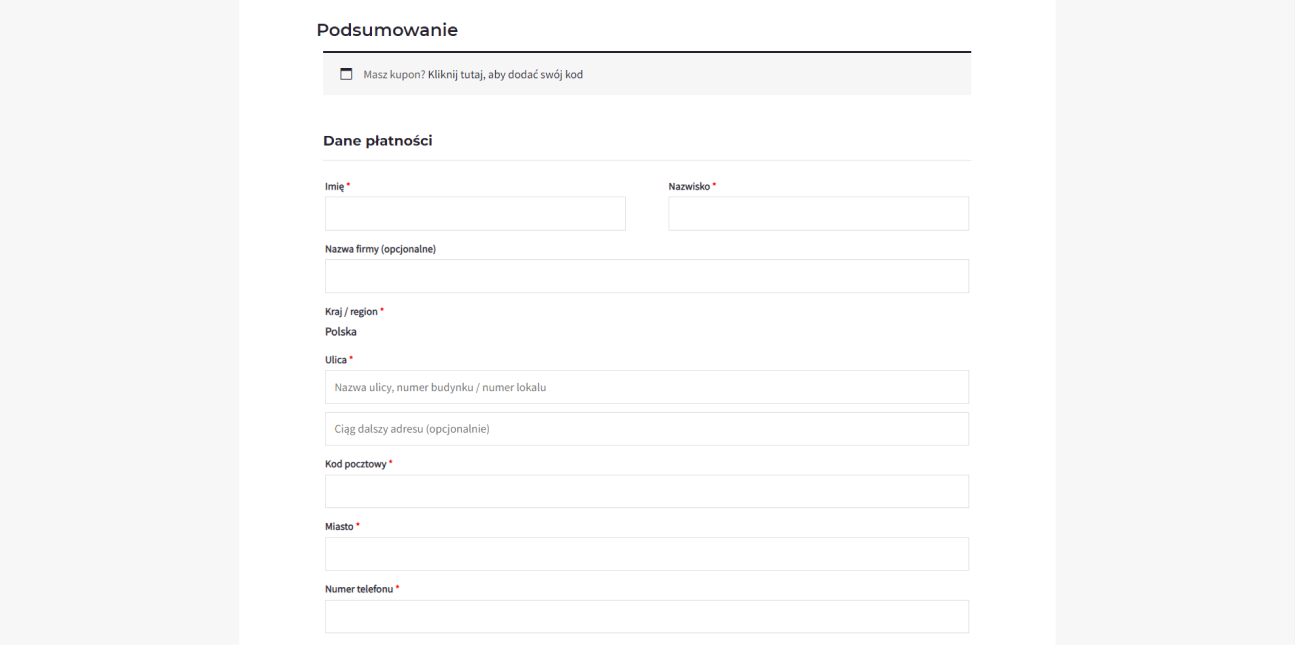 Podsumowanie
Masz kupon? Kliknij tutaj, aby dodać swój kod
Dane płatności
Imię *
Nazwisko *
Nazwa firmy (opcjonalne)
Kraj / region *
Polska
Ulica *
Nazwa ulicy, numer budynku / numer lokalu
Ciąg dalszy adresu (opcjonalnie)
Kod pocztowy *
Miasto *
Numer telefonu *